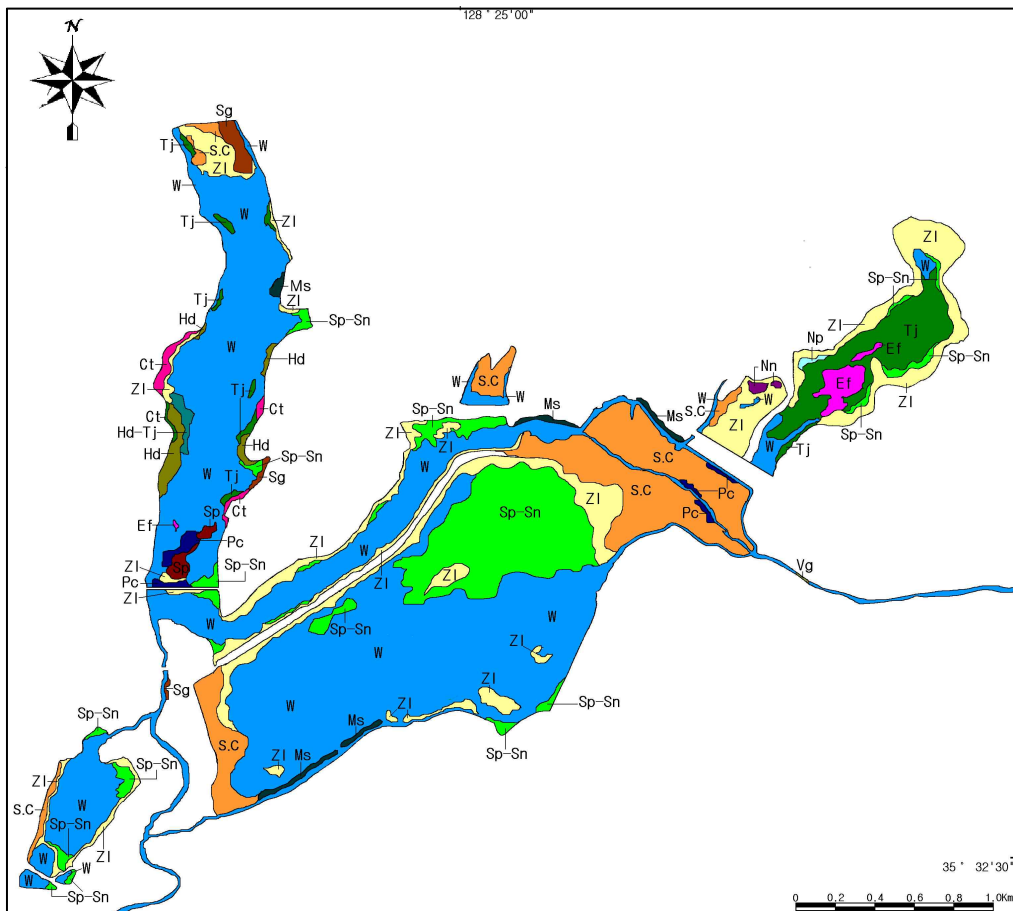 128° 25′00″
N
Sg
Tj
S.C
W
Zl
W
W
Tj
Zl
Ms
Tj
Zl
Sp-Sn
Hd
W
Ct
Hd
Zl
Tj
Ct
Ct
Hd-Tj
Hd
Hd
Sp-Sn
W
Sg
Tj
Ct
Sp
Ef
Pc
Zl
Sp
Sp-Sn
Pc
Zl
W
Zl
W
Sp-Sn
Zl
Np
Zl
Tj
Ef
Sp-Sn
Ef
Zl
Nn
W
W
S.C
Zl
Sp-Sn
W
Tj
W
S.C
W
Ms
Ms
Sp-Sn
Zl
Zl
W
S.C
S.C
Pc
Pc
Zl
Sp-Sn
Zl
W
Zl
Zl
Vg
Sp-Sn
W
W
Zl
Sg
W
Zl
Sp-Sn
Zl
Ms
Sp-Sn
S.C
Zl
Ms
Sp-Sn
Sp-Sn
Zl
S.C
W
Sp-Sn
Zl
W
W
W
Sp-Sn
35° 32′30″
0 0.2 0.4 0.6 0.8 1.0Km